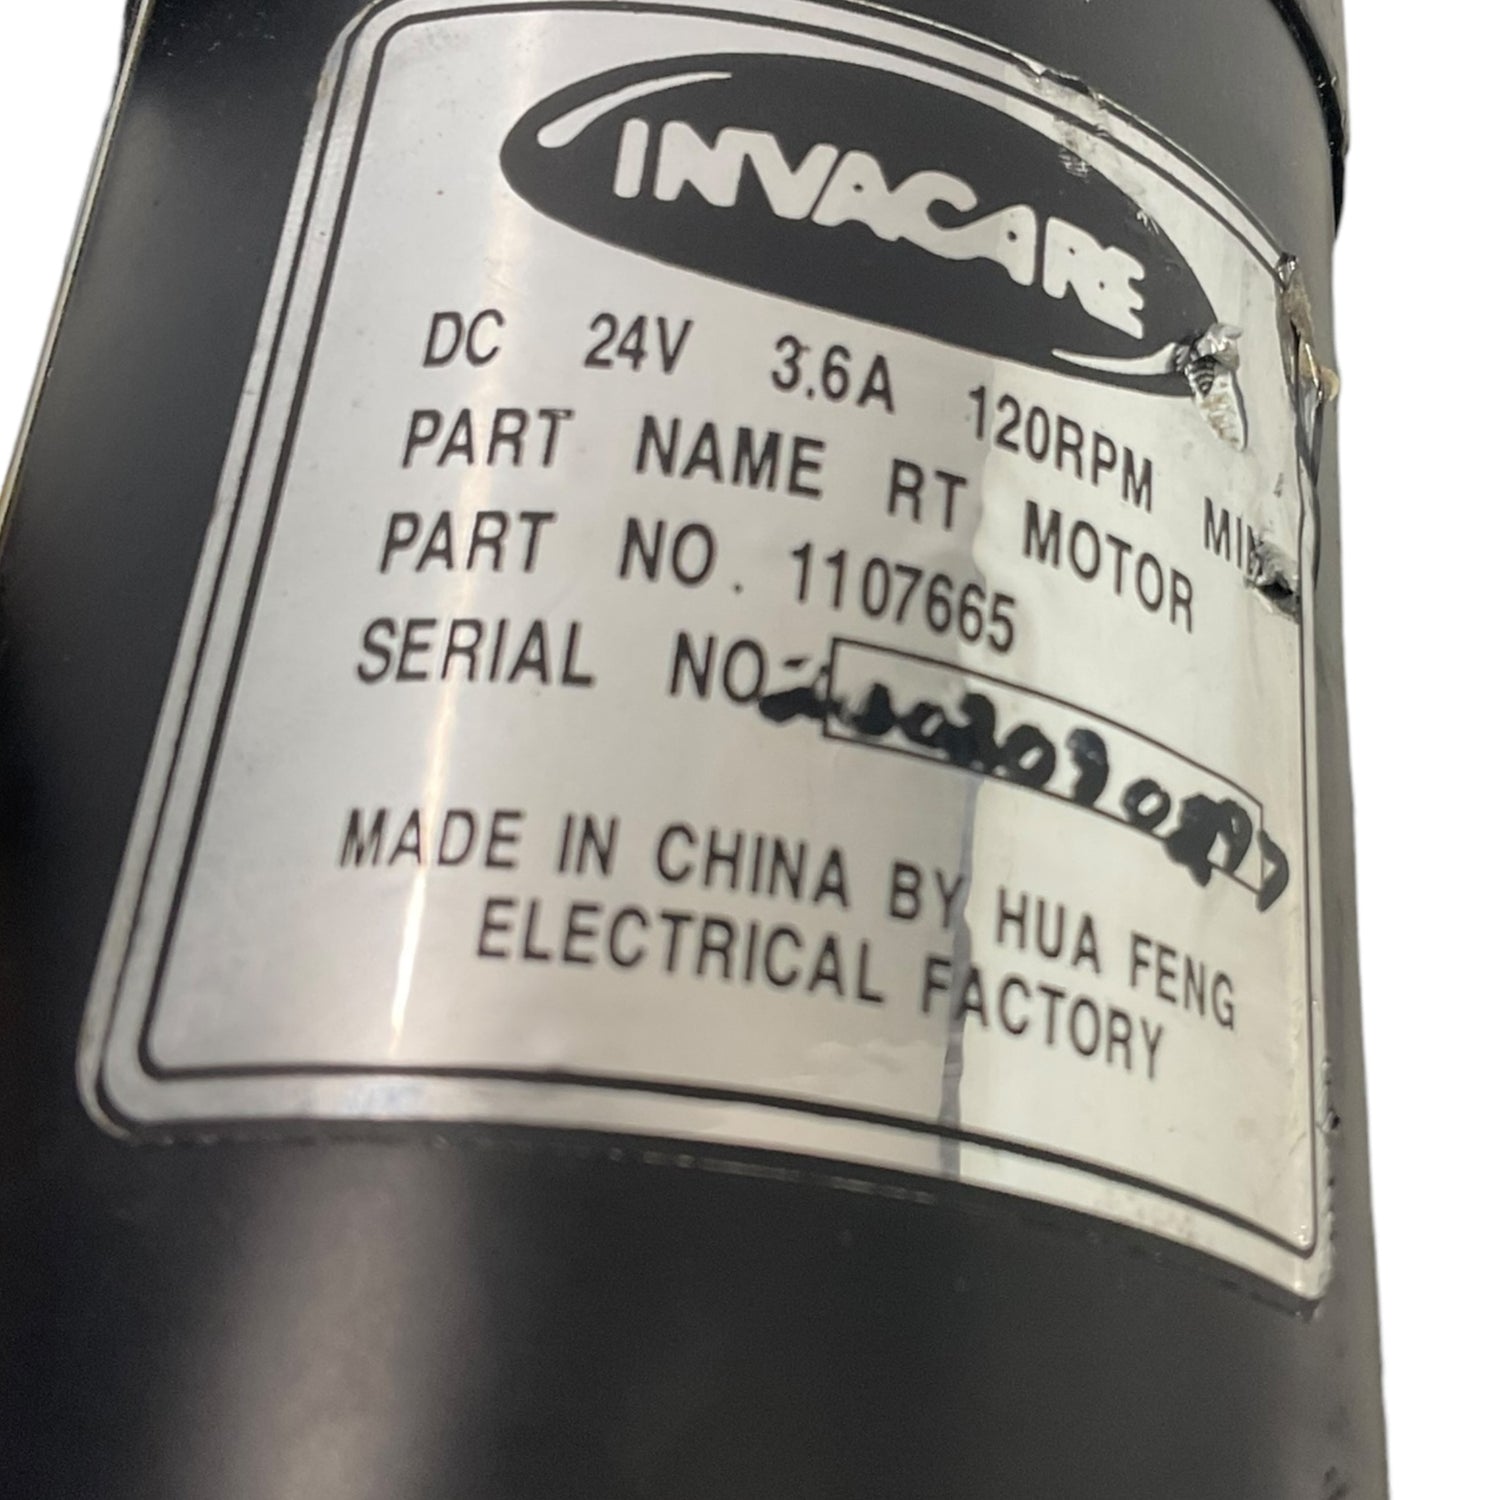 INVACARE
DC 24V 3.6A 120RPM MIN
PART NAME RT MOTOR
PART NO. 1107665
SERIAL NO
MADE IN CHINA BY HUA FENG
ELECTRICAL FACTORY